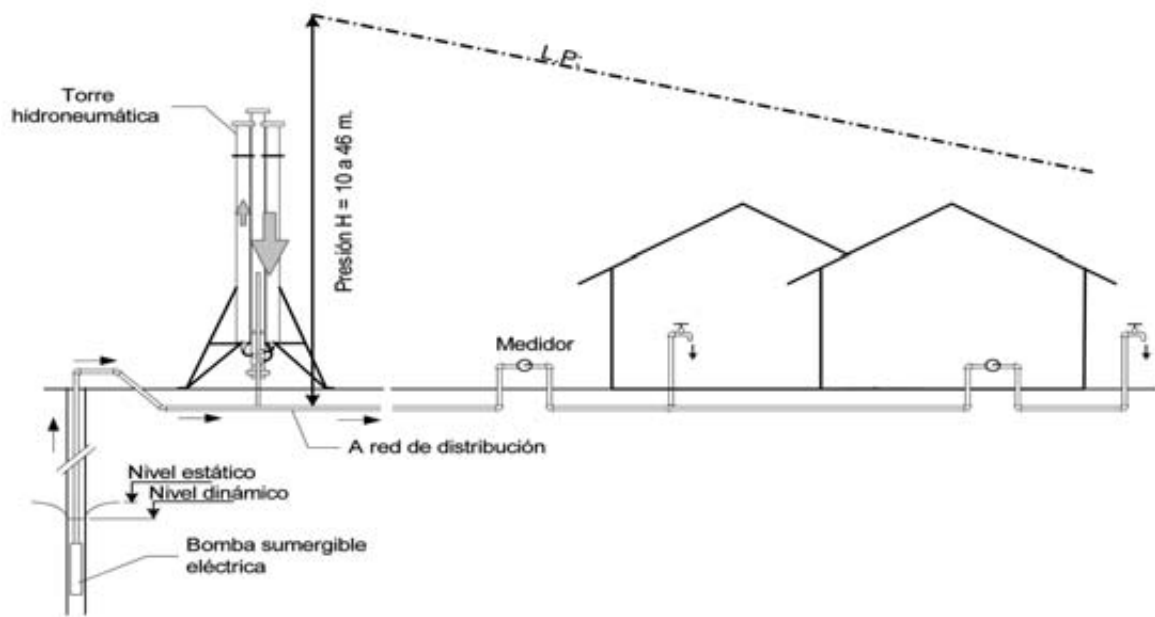 Torre
hidroneumática
L.P.
Presión H = 10 a 46 m.
Medidor
A red de distribución
Nivel estático
Nivel dinámico
Bomba sumergible
eléctrica